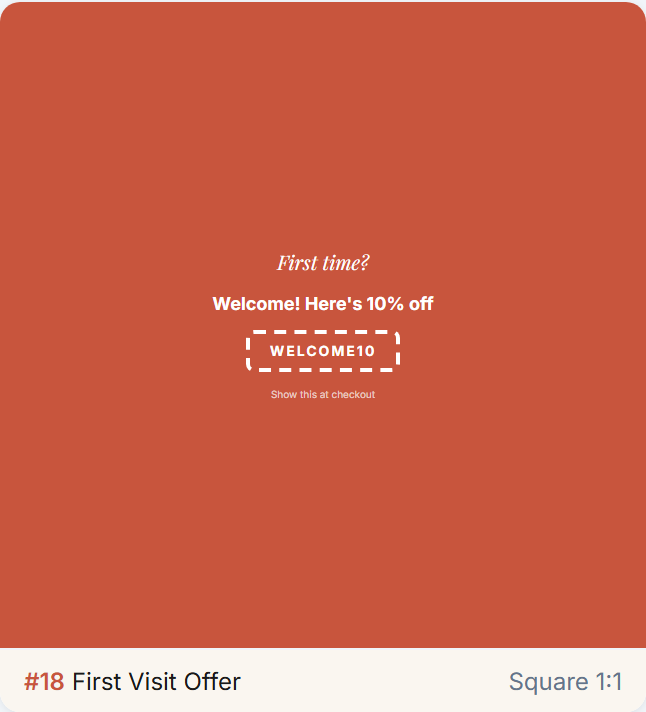 First time?
Welcome! Here's 10% off
WELCOME10
Show this at checkout
#18 First Visit Offer
Square 1:1